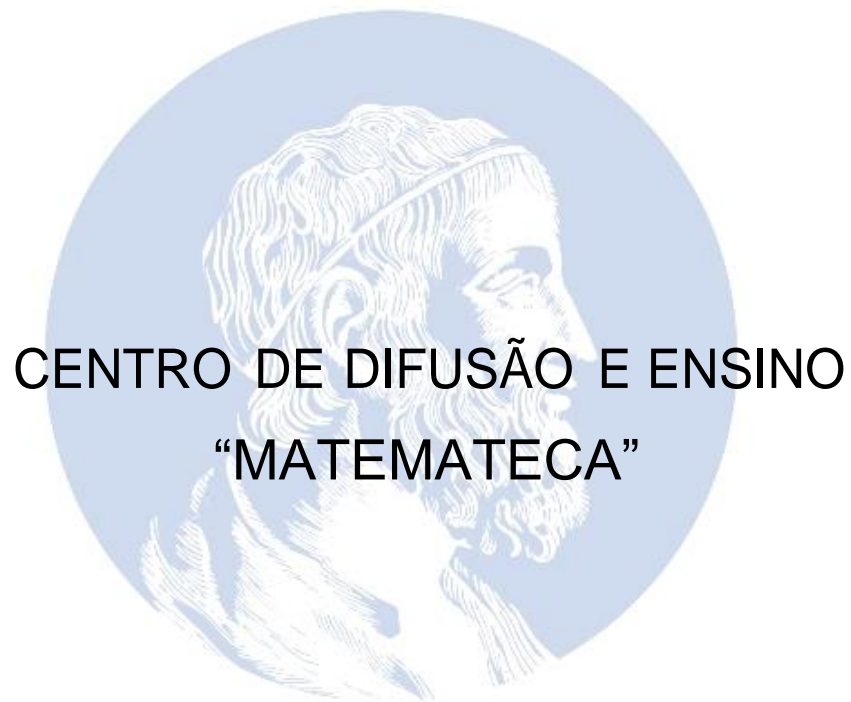 CENTRO DE DIFUSÃO E ENSINO
“MATEMATECA”